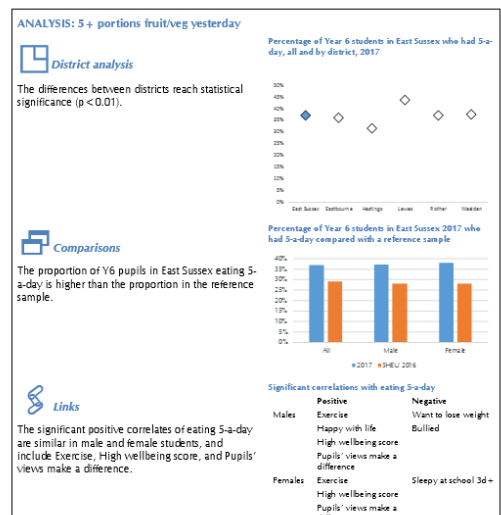 ANALYSIS: 5+ portions fruit/veg yesterday
District analysis
The differences between districts reach statistical
significance (p<0.01).
Percentage of Year 6 students in East Sussex who had 5-a-
day, all and by district, 2017
50%
45%
40%
35%
30%
25%
20%
15%
10%
5%
0%
East Sussex Eastbourne Hastings Lewes Rother Wealden
Comparisons
The proportion of Y6 pupils in East Sussex eating 5-
a-day is higher than the proportion in the reference
sample.
Percentage of Year 6 students in East Sussex 2017 who
had 5-a-day compared with a reference sample
40%
35%
30%
25%
20%
15%
10%
5%
0%
All Male Female
2017 SHEU 2016
Links
The significant positive correlates of eating 5-a-day
are similar in male and female students, and
include Exercise, High wellbeing score, and Pupils'
views make a difference.
Significant correlations with eating 5-a-day
Positive Negative
Males Exercise Want to lose weight
Happy with life Bullied
High wellbeing score
Pupils' views make a
difference
Females Exercise Sleepy at school 3d+
High wellbeing score
Pupils' views make a